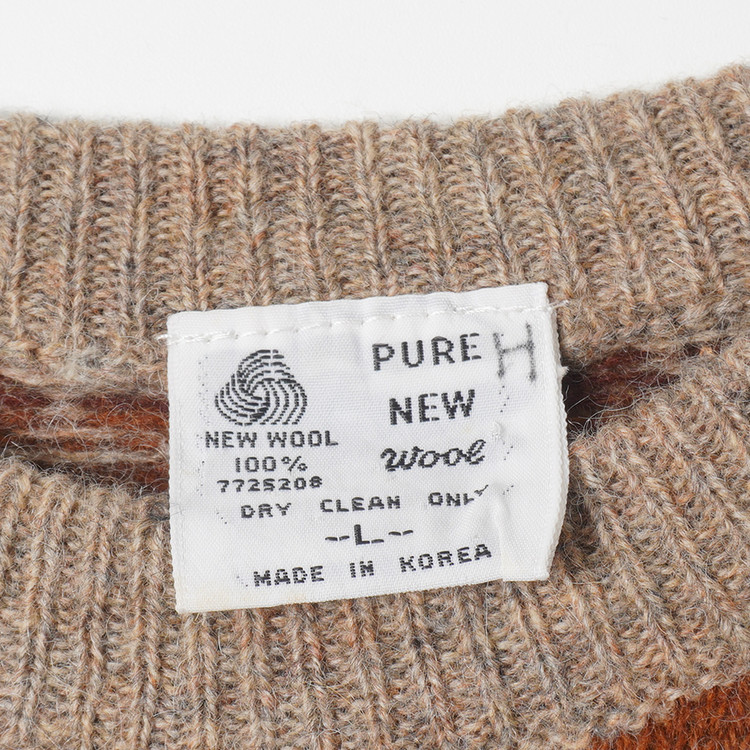 PURE H
NEW
Wool
NEW WOOL
100%
7725208
DRY CLEAN ONLY
--L--
MADE IN KOREA